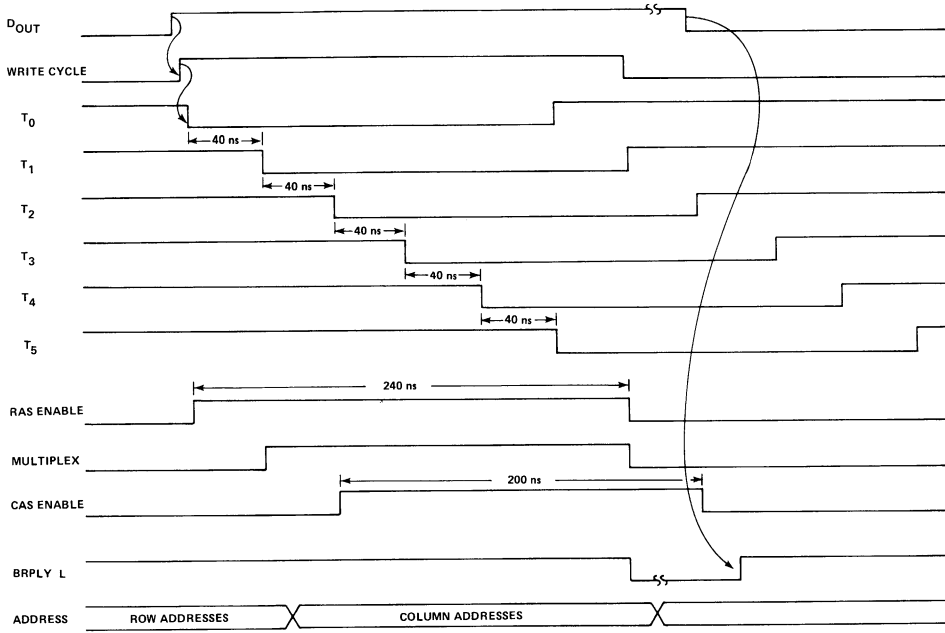 DOUT
WRITE CYCLE
T0
40 ns
T1
40 ns
T2
40 ns
T3
40 ns
T4
40 ns
T5
240 ns
RAS ENABLE
MULTIPLEX
200 ns
CAS ENABLE
BRPLY L
ADDRESS ROW ADDRESSES COLUMN ADDRESSES